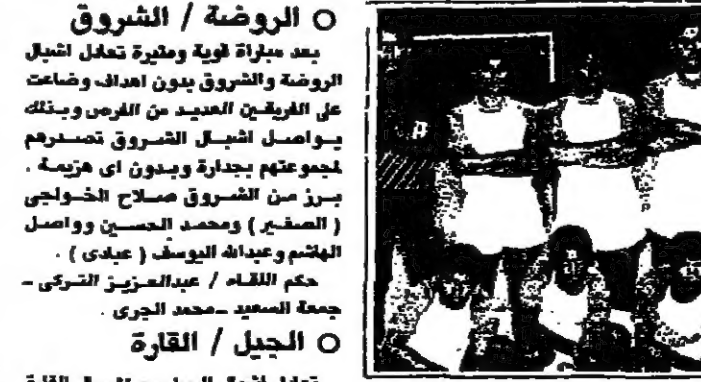 ○ الروضة / الشروق
بعد مباراة قوية ومثيرة تعادل اشبال
الروضة والشروق بدون اهداف وضاعت
على الفريقين العديد من الفرص وبذلك
يواصل اشبال الشروق تصدرهم
لمجموعتهم بجدارة وبدون اى هزيمة .
برز من الشروق صلاح الخواجى
( الصغير ) ومحمد الحسين وواصل
الهاشم وعبدالله اليوسف ( عبادى ) .
حكم اللقاء / عبدالعزيز التركى -
جمعة السعيد - محمد الجرى .
○ الجبل / القارة